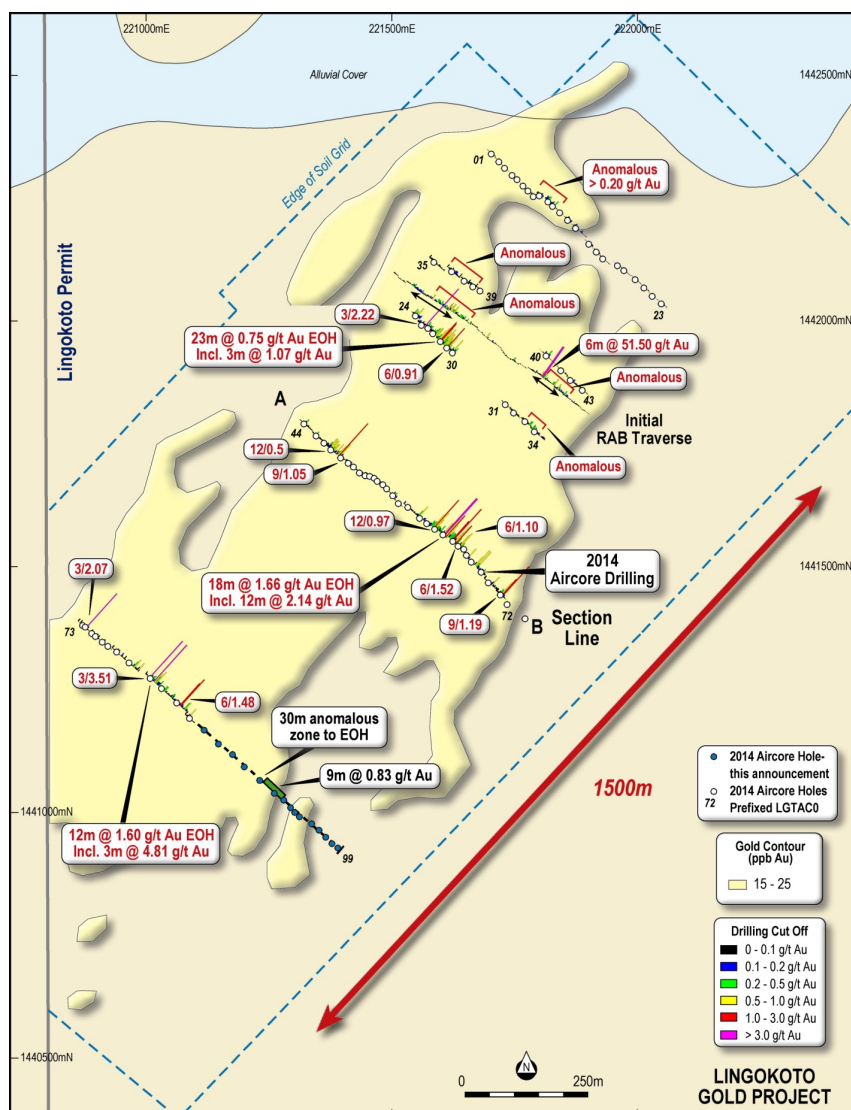 221000mE
221500mE
222000mE
Alluvial Cover
1442500mN
Edge of Soil Grid
01
Anomalous
> 0.20 g/t Au
Lingokoto Permit
35
Anomalous
39
24
Anomalous
23
1442000mN
3/2.22
23m @ 0.75 g/t Au EOH
Incl. 3m @ 1.07 g/t Au
6m @ 51.50 g/t Au
40
6/0.91
30
Anomalous
43
A
31
34
Initial
RAB Traverse
44
12/0.5
Anomalous
9/1.05
12/0.97
6/1.10
2014
Aircore Drilling
1441500mN
3/2.07
18m @ 1.66 g/t Au EOH
Incl. 12m @ 2.14 g/t Au
6/1.52
72
73
9/1.19
B
Section
Line
3/3.51
6/1.48
30m anomalous
zone to EOH
9m @ 0.83 g/t Au
1500m
2014 Aircore Hole-
this announcement
2014 Aircore Holes
72 Prefixed LGTAC0
1441000mN
12m @ 1.60 g/t Au EOH
Incl. 3m @ 4.81 g/t Au
99
Gold Contour
(ppb Au)
15 - 25
Drilling Cut Off
0 - 0.1 g/t Au
0.1 - 0.2 g/t Au
0.2 - 0.5 g/t Au
0.5 - 1.0 g/t Au
1.0 - 3.0 g/t Au
> 3.0 g/t Au
1440500mN
N
0
250m
LINGOKOTO
GOLD PROJECT